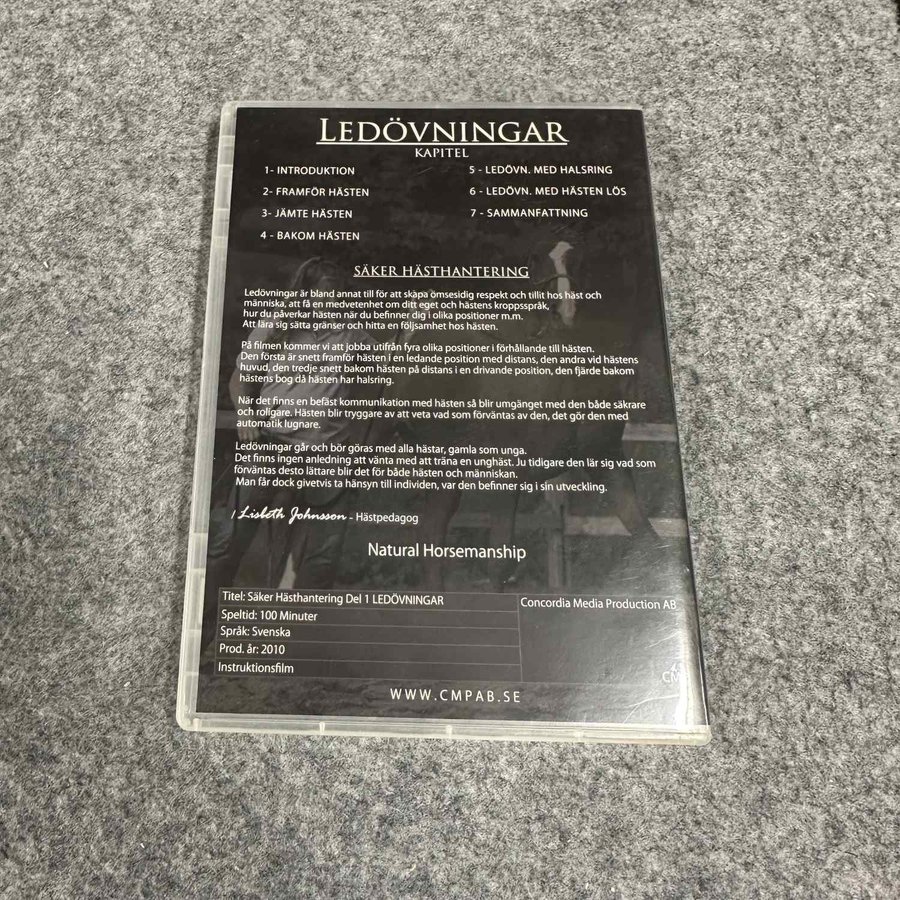 LEDÖVNINGAR
KAPITEL
1- INTRODUKTION
2- FRAMFÖR HÄSTEN
3- JÄMTE HÄSTEN
4 - BAKOM HÄSTEN
5 - LEDÖVN. MED HALSRING
6 - LEDÖVN. MED HÄSTEN LÖS
7 - SAMMANFATTNING
SÄKER HÄSTHANTERING
Ledövningar är bland annat till för att skapa ömsesidig respekt och tillit hos häst och
människa, att få en medvetenhet om ditt eget och hästens kroppsspråk,
hur du påverkar hästen när du befinner dig i olika positioner m.m.
Att lära sig sätta gränser och hitta en följsamhet hos hästen.
På filmen kommer vi att jobba utifrån fyra olika positioner i förhållande till hästen.
Den första är snett framför hästen i en ledande position med distans, den andra vid hästens
huvud, den tredje snett bakom hästen på distans i en drivande position, den fjärde bakom
hästens bog då hästen har halsring.
När det finns en befäst kommunikation med hästen så blir umgänget med den både säkrare
och roligare. Hästen blir tryggare av att veta vad som förväntas av den, det gör den med
automatik lugnare.
Ledövningar går och bör göras med alla hästar, gamla som unga.
Det finns ingen anledning att vänta med att träna en unghäst. Ju tidigare den lär sig vad som
förväntas desto lättare blir det för både hästen och människan.
Man får dock givetvis ta hänsyn till individen, var den befinner sig i sin utveckling.
/ Lisbeth Johnsson - Hästpedagog
Natural Horsemanship
Titel: Säker Hästhantering Del 1 LEDÖVNINGAR
Speltid: 100 Minuter
Språk: Svenska
Prod. år: 2010
Instruktionsfilm
Concordia Media Production AB
CM
WWW.CMPAB.SE